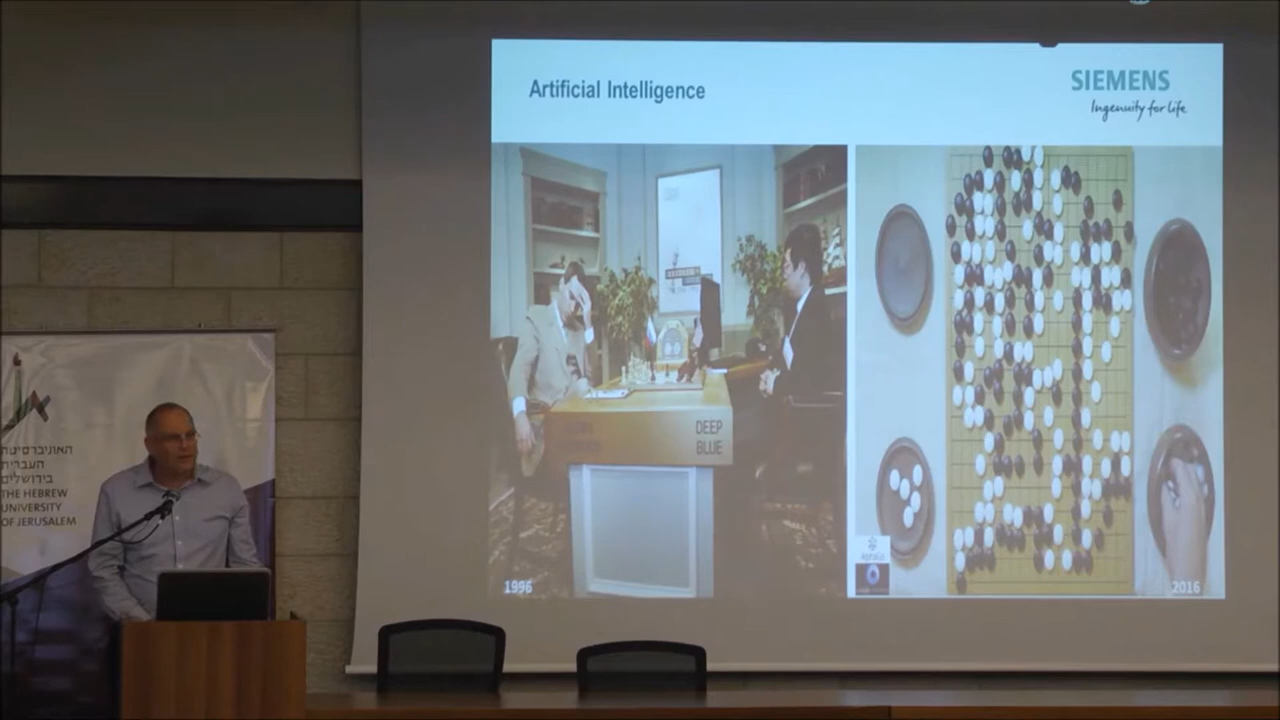 Artificial Intelligence
SIEMENS
Ingenuity for life
DEEP
BLUE
1996
2016
האוניברסיטה
העברית
בירושלים
THE HEBREW
UNIVERSITY
OF JERUSALEM